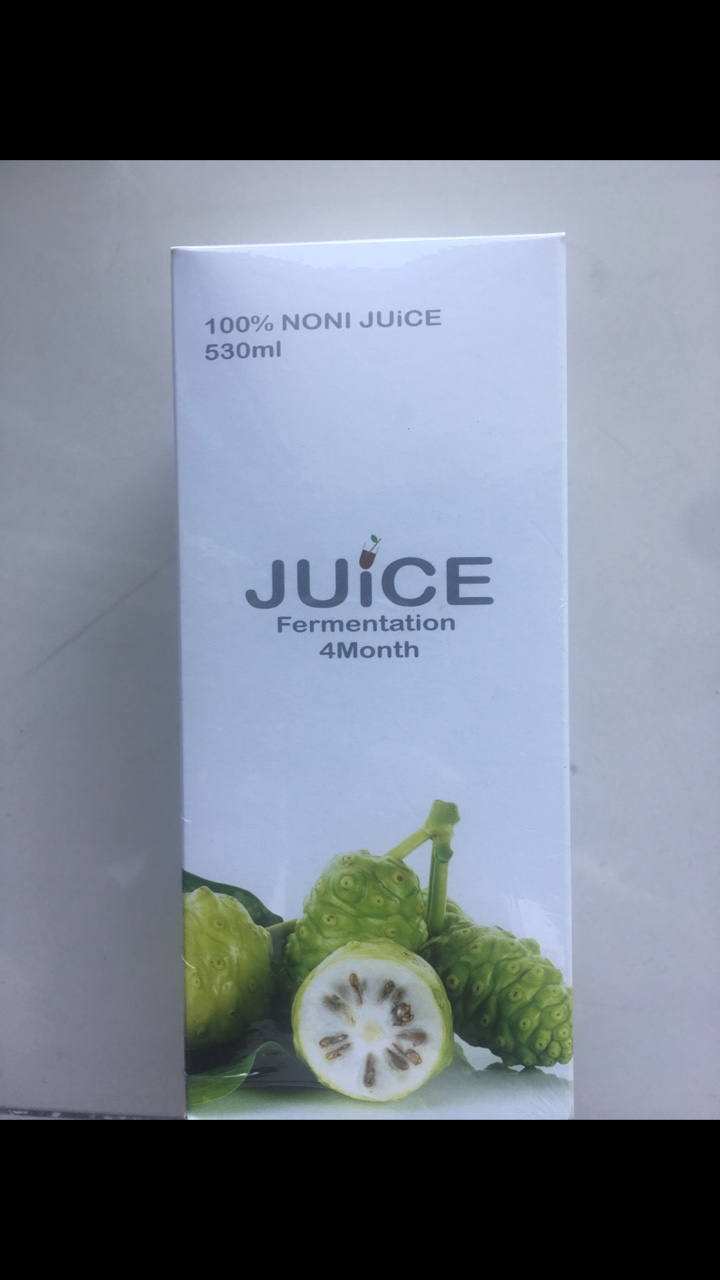 100% NONI JUiCE
530ml
JUiCE
Fermentation
4Month